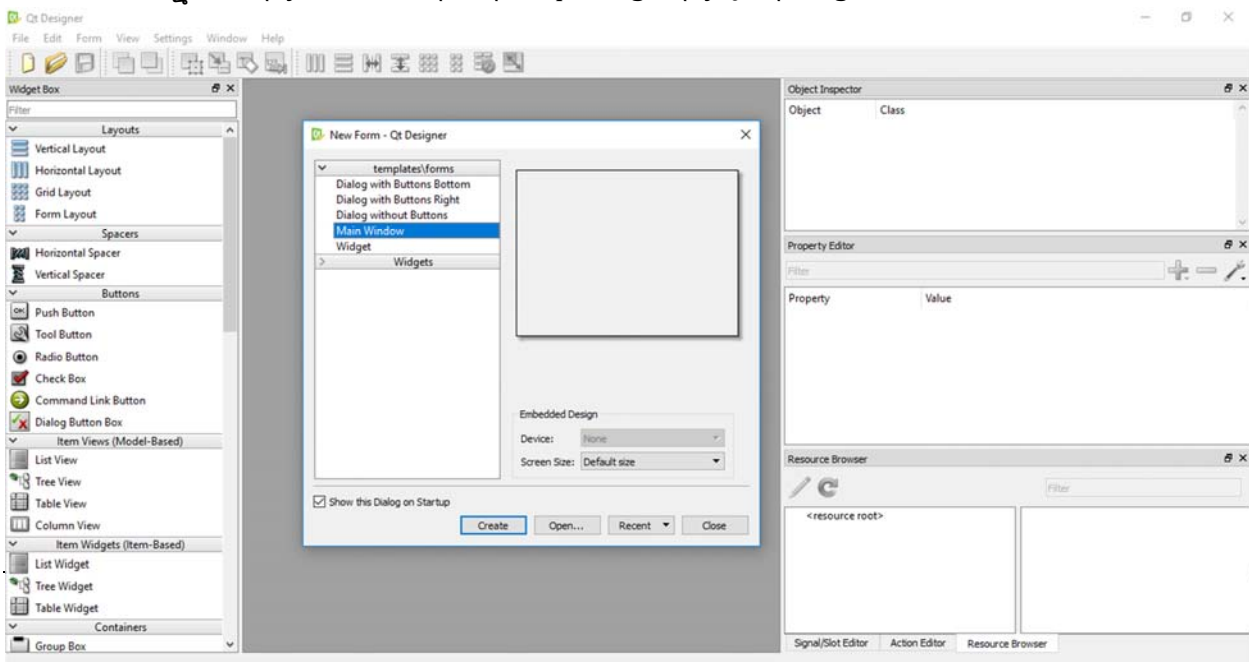 Qt Designer
File Edit Form View Settings Window Help
Widget Box
Filter
Layouts
Vertical Layout
Horizontal Layout
Grid Layout
Form Layout
Spacers
Horizontal Spacer
Vertical Spacer
Buttons
Push Button
Tool Button
Radio Button
Check Box
Command Link Button
Dialog Button Box
Item Views (Model-Based)
List View
Tree View
Table View
Column View
Item Widgets (Item-Based)
List Widget
Tree Widget
Table Widget
Containers
Group Box
New Form - Qt Designer
templates\forms
Dialog with Buttons Bottom
Dialog with Buttons Right
Dialog without Buttons
Main Window
Widget
Widgets
Embedded Design
Device: None
Screen Size: Default size
Show this Dialog on Startup
Create Open... Recent Close
Object Inspector
Object Class
Property Editor
Filter
Property Value
Resource Browser
Filter
<resource root>
Signal/Slot Editor Action Editor Resource Browser